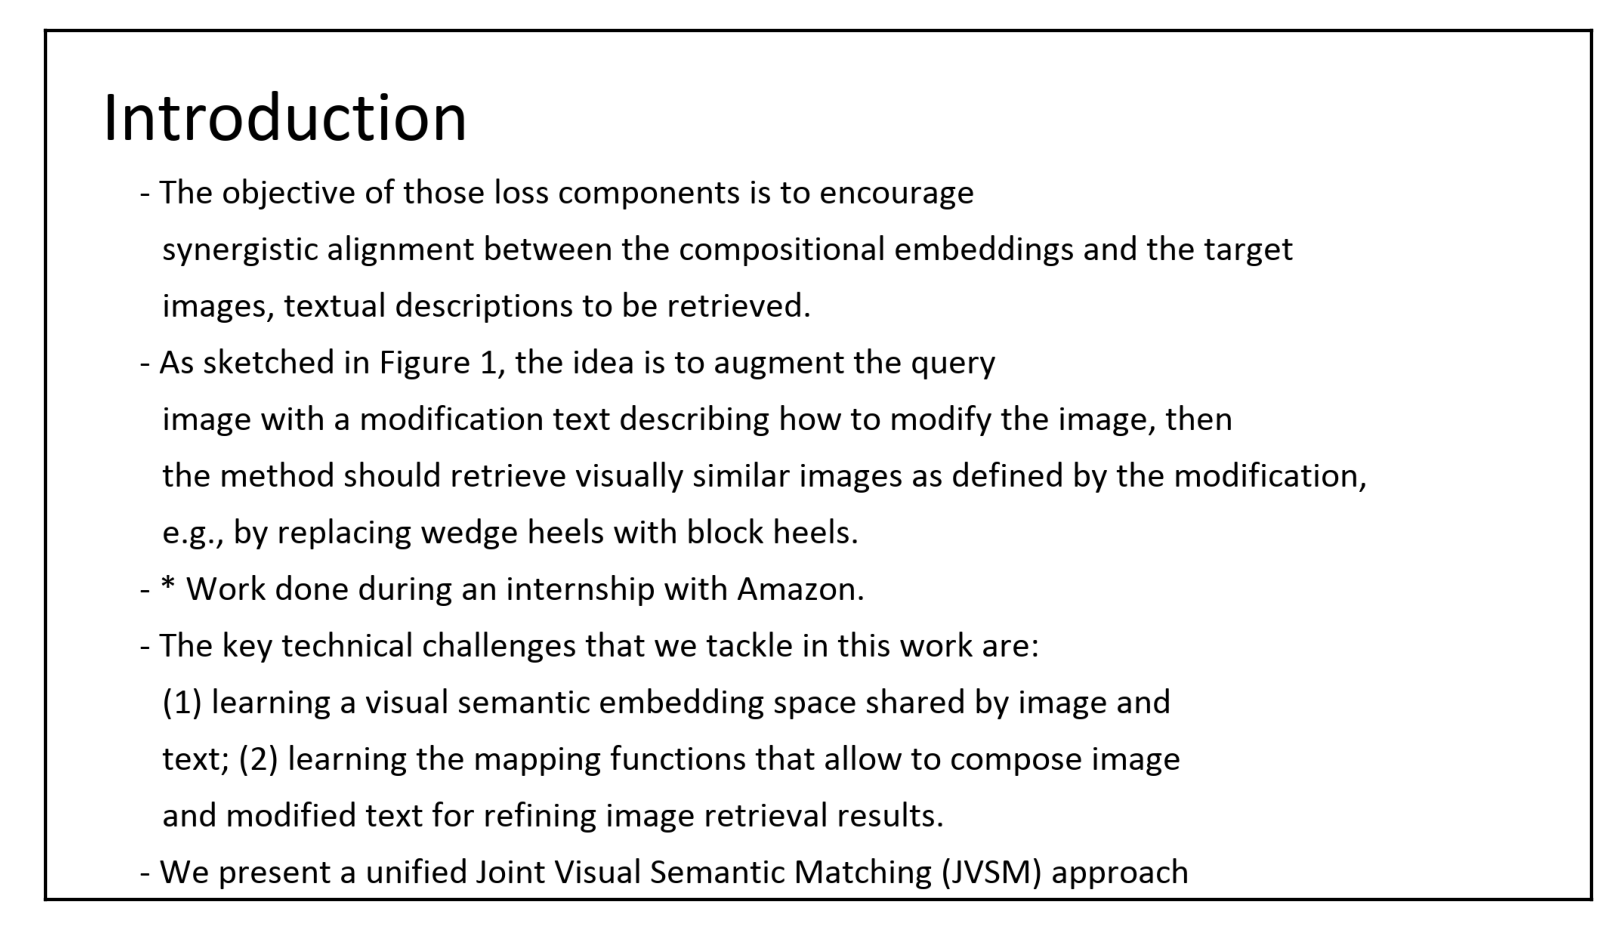 Introduction
- The objective of those loss components is to encourage
synergistic alignment between the compositional embeddings and the target
images, textual descriptions to be retrieved.
- As sketched in Figure 1, the idea is to augment the query
image with a modification text describing how to modify the image, then
the method should retrieve visually similar images as defined by the modification,
e.g., by replacing wedge heels with block heels.
- * Work done during an internship with Amazon.
- The key technical challenges that we tackle in this work are:
(1) learning a visual semantic embedding space shared by image and
text; (2) learning the mapping functions that allow to compose image
and modified text for refining image retrieval results.
- We present a unified Joint Visual Semantic Matching (JVSM) approach